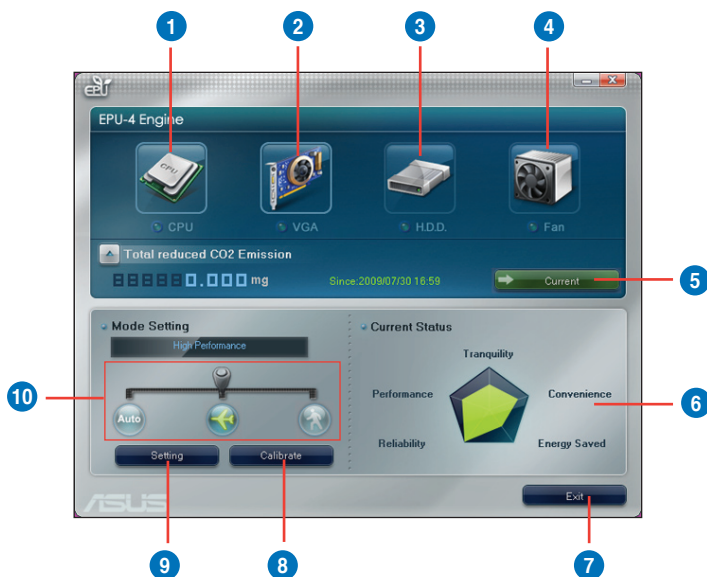 1
2
3
4
EPU
EPU-4 Engine
CPU
CPU
VGA
H.D.D.
Fan
Total reduced CO2 Emission
0.000 mg
Since:2009/07/30 16:59
Current
5
Mode Setting
High Performance
Current Status
Tranquility
Performance
Convenience
Reliability
Energy Saved
10
Auto
6
Setting
Calibrate
ASUS
Exit
9
8
7